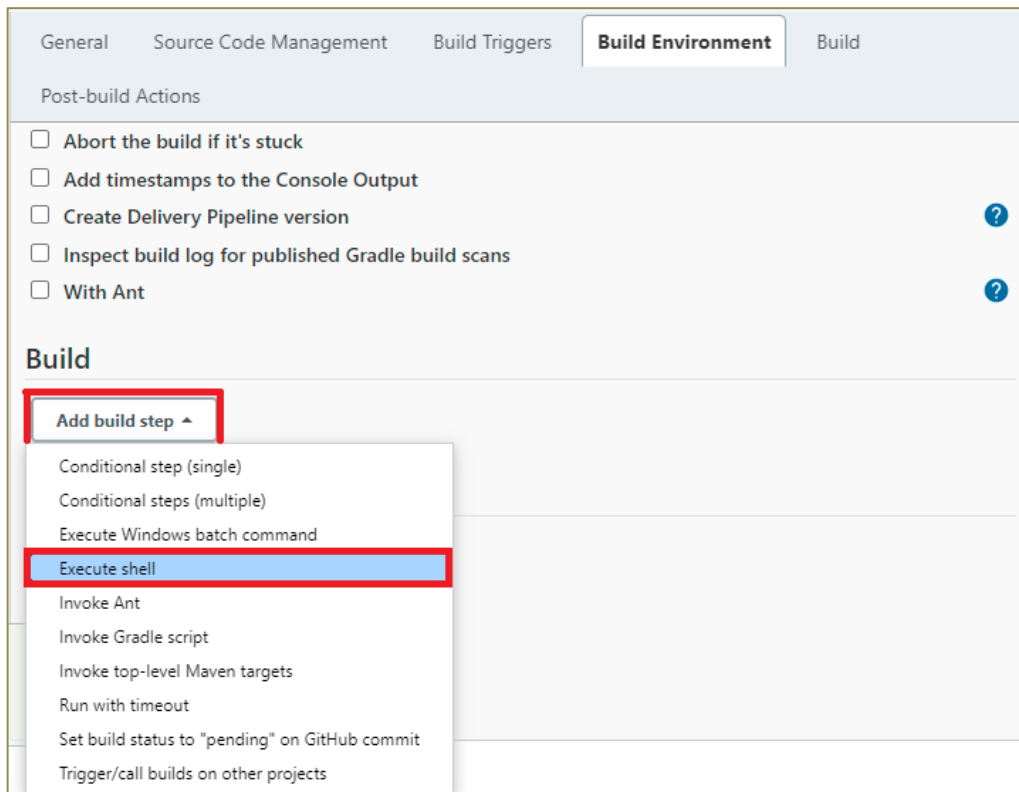 General Source Code Management Build Triggers Build Environment Build
Post-build Actions
Abort the build if it's stuck
Add timestamps to the Console Output
Create Delivery Pipeline version ?
Inspect build log for published Gradle build scans
With Ant ?
Build
Add build step
Conditional step (single)
Conditional steps (multiple)
Execute Windows batch command
Execute shell
Invoke Ant
Invoke Gradle script
Invoke top-level Maven targets
Run with timeout
Set build status to "pending" on GitHub commit
Trigger/call builds on other projects